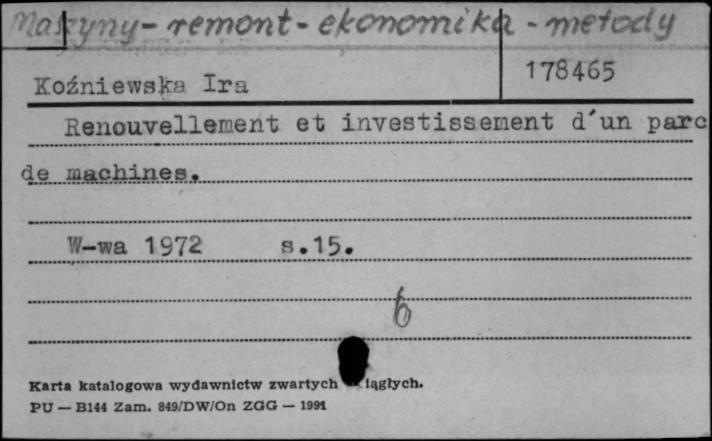 Maszyny - remont - ekonomika - metody
178465
Koźniewska Ira
Renouvellement et investissement d'un parc
de machines.
W-wa 1972 s.15.
6
Karta katalogowa wydawnictw zwartych iągłych.
PU — B144 Zam. 849/DW/On ZGG — 1991